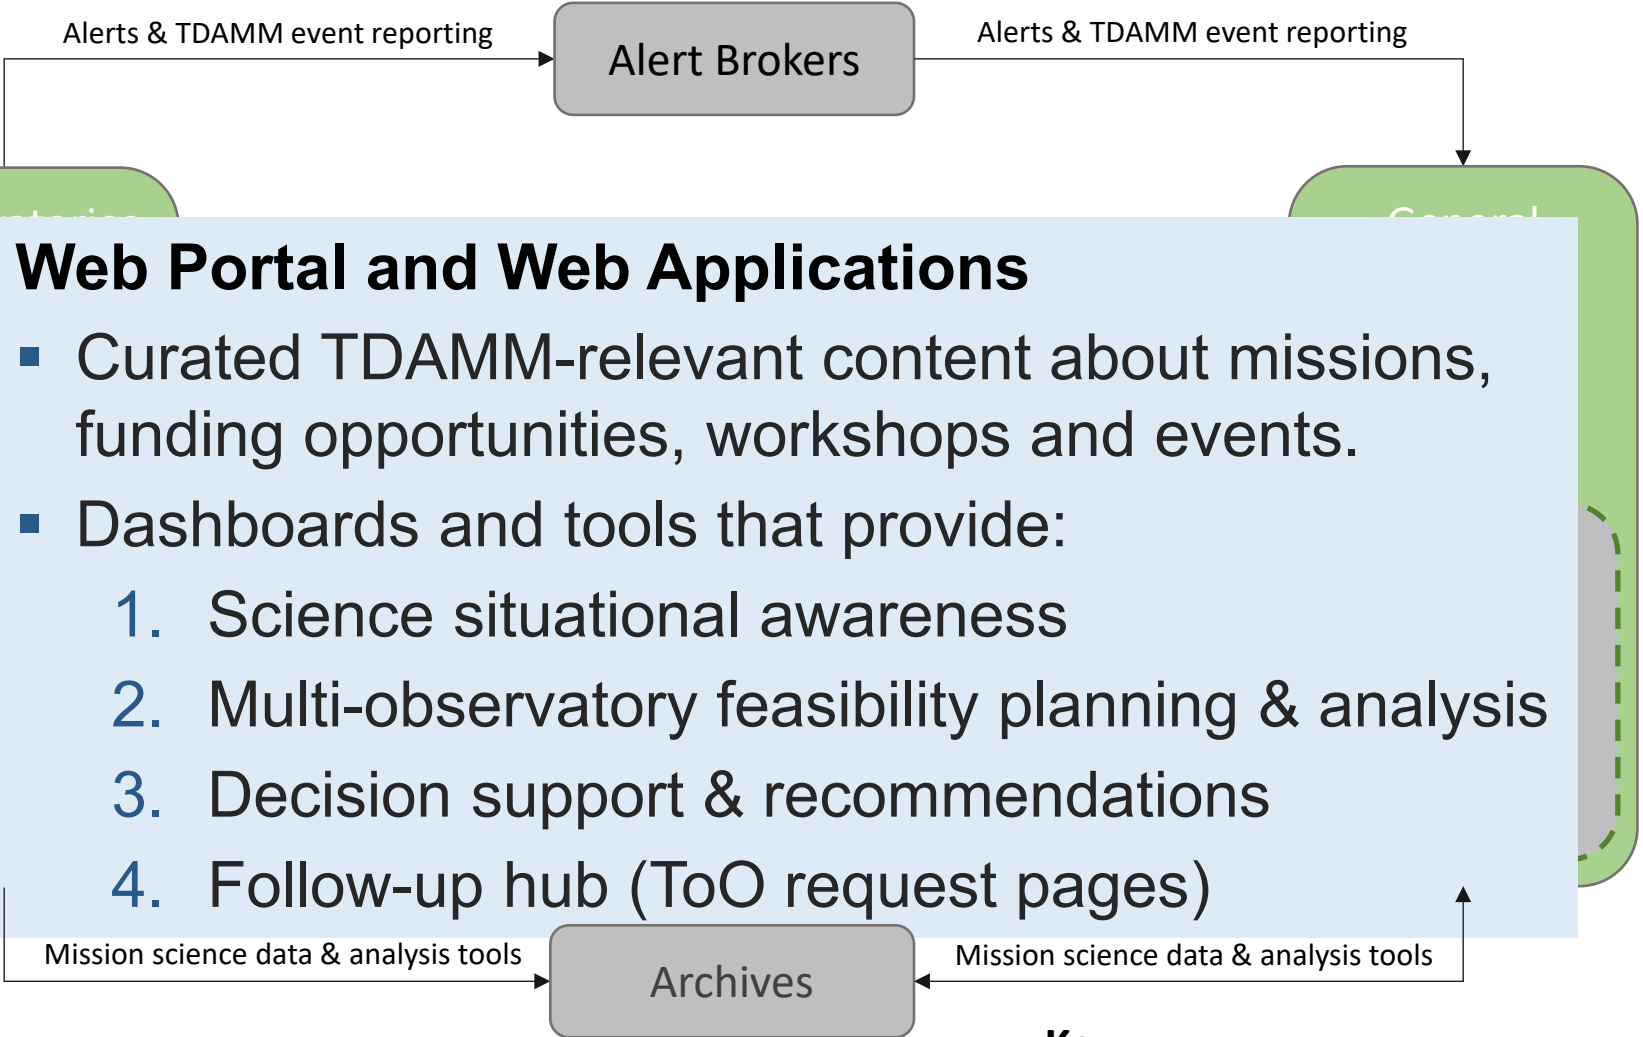 Alerts & TDAMM event reporting
Alert Brokers
Alerts & TDAMM event reporting
General
Web Portal and Web Applications
▪ Curated TDAMM-relevant content about missions,
funding opportunities, workshops and events.
▪ Dashboards and tools that provide:
1. Science situational awareness
2. Multi-observatory feasibility planning & analysis
3. Decision support & recommendations
4. Follow-up hub (ToO request pages)
Mission science data & analysis tools
Archives
Mission science data & analysis tools